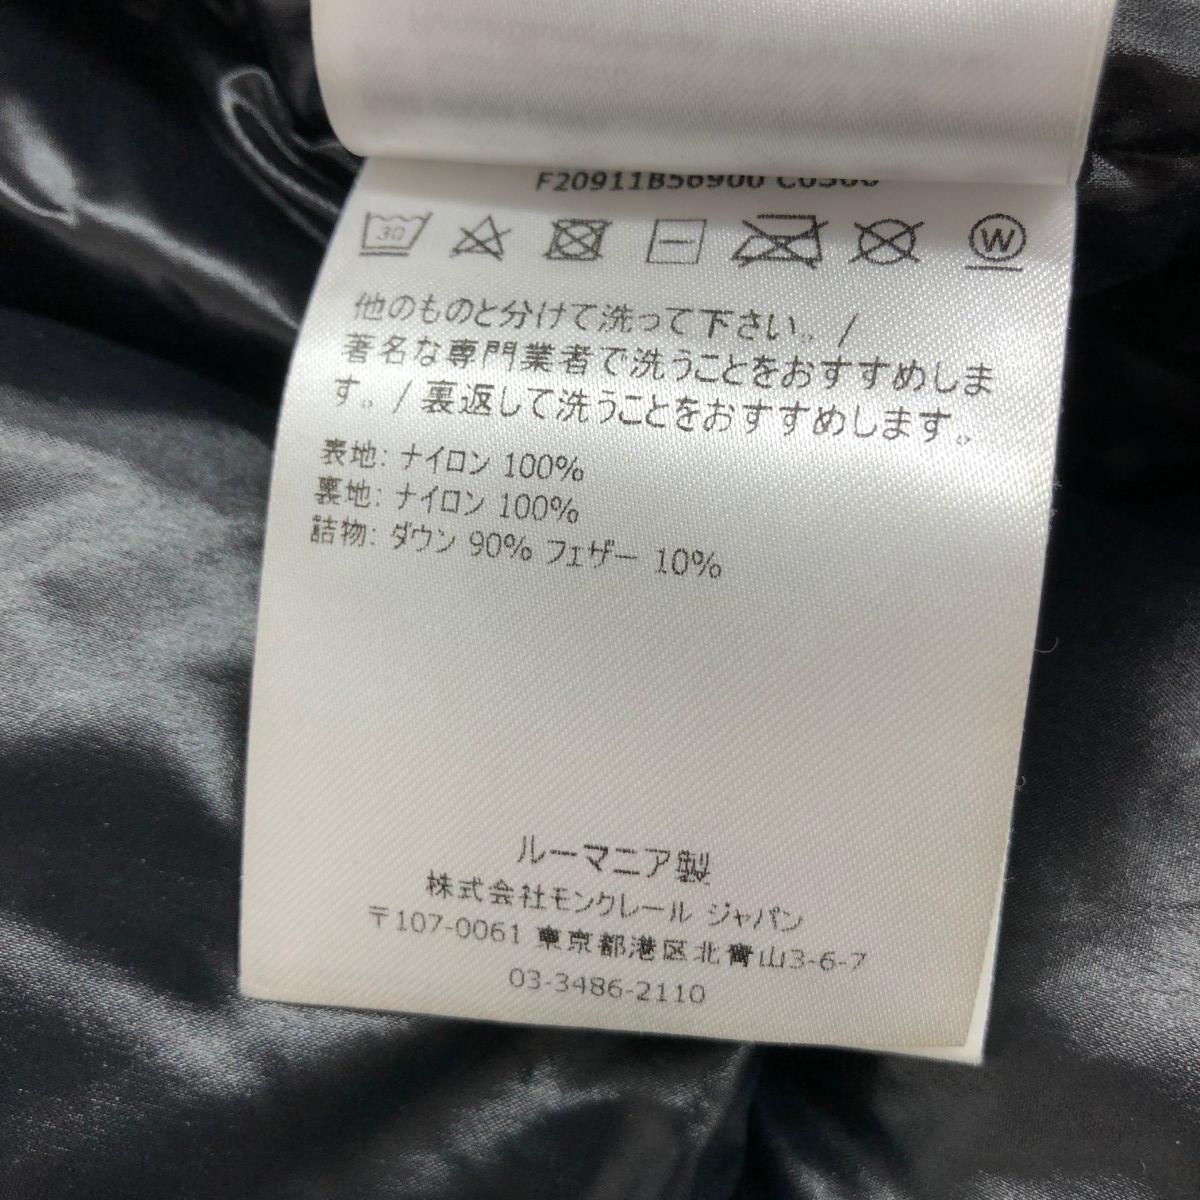 F20911B56900 C0300
30
W
他のものと分けて洗って下さい。/
著名な専門業者で洗うことをおすすめしま
す。/ 裏返して洗うことをおすすめします。
表地: ナイロン 100%
裏地: ナイロン 100%
詰物: ダウン 90% フェザー 10%
ルーマニア製
株式会社モンクレール ジャパン
〒107-0061 東京都港区北青山3-6-7
03-3486-2110